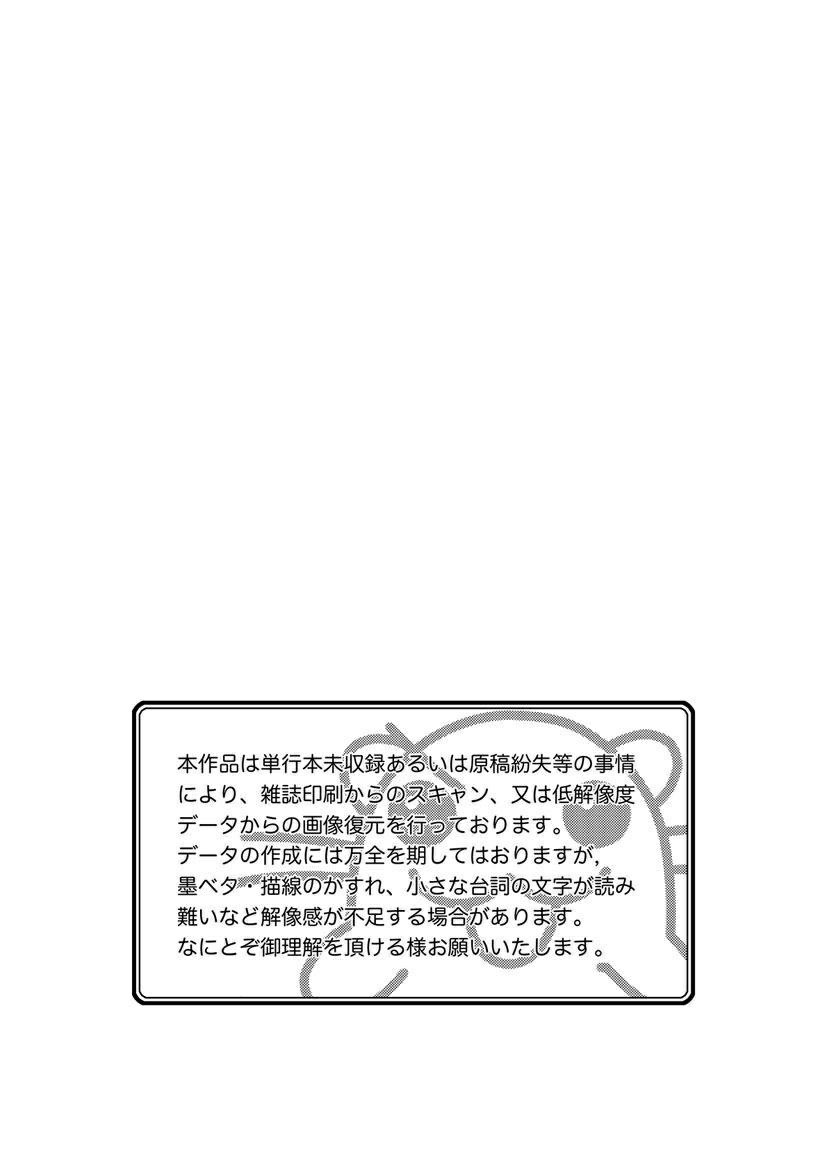 本作品は単行本未収録あるいは原稿紛失等の事情
により、雑誌印刷からのスキャン、又は低解像度
データからの画像復元を行っております。
データの作成には万全を期してはおりますが，
墨ベタ・描線のかすれ、小さな台詞の文字が読み
難いなど解像感が不足する場合があります。
なにとぞ御理解を頂ける様お願いいたします。